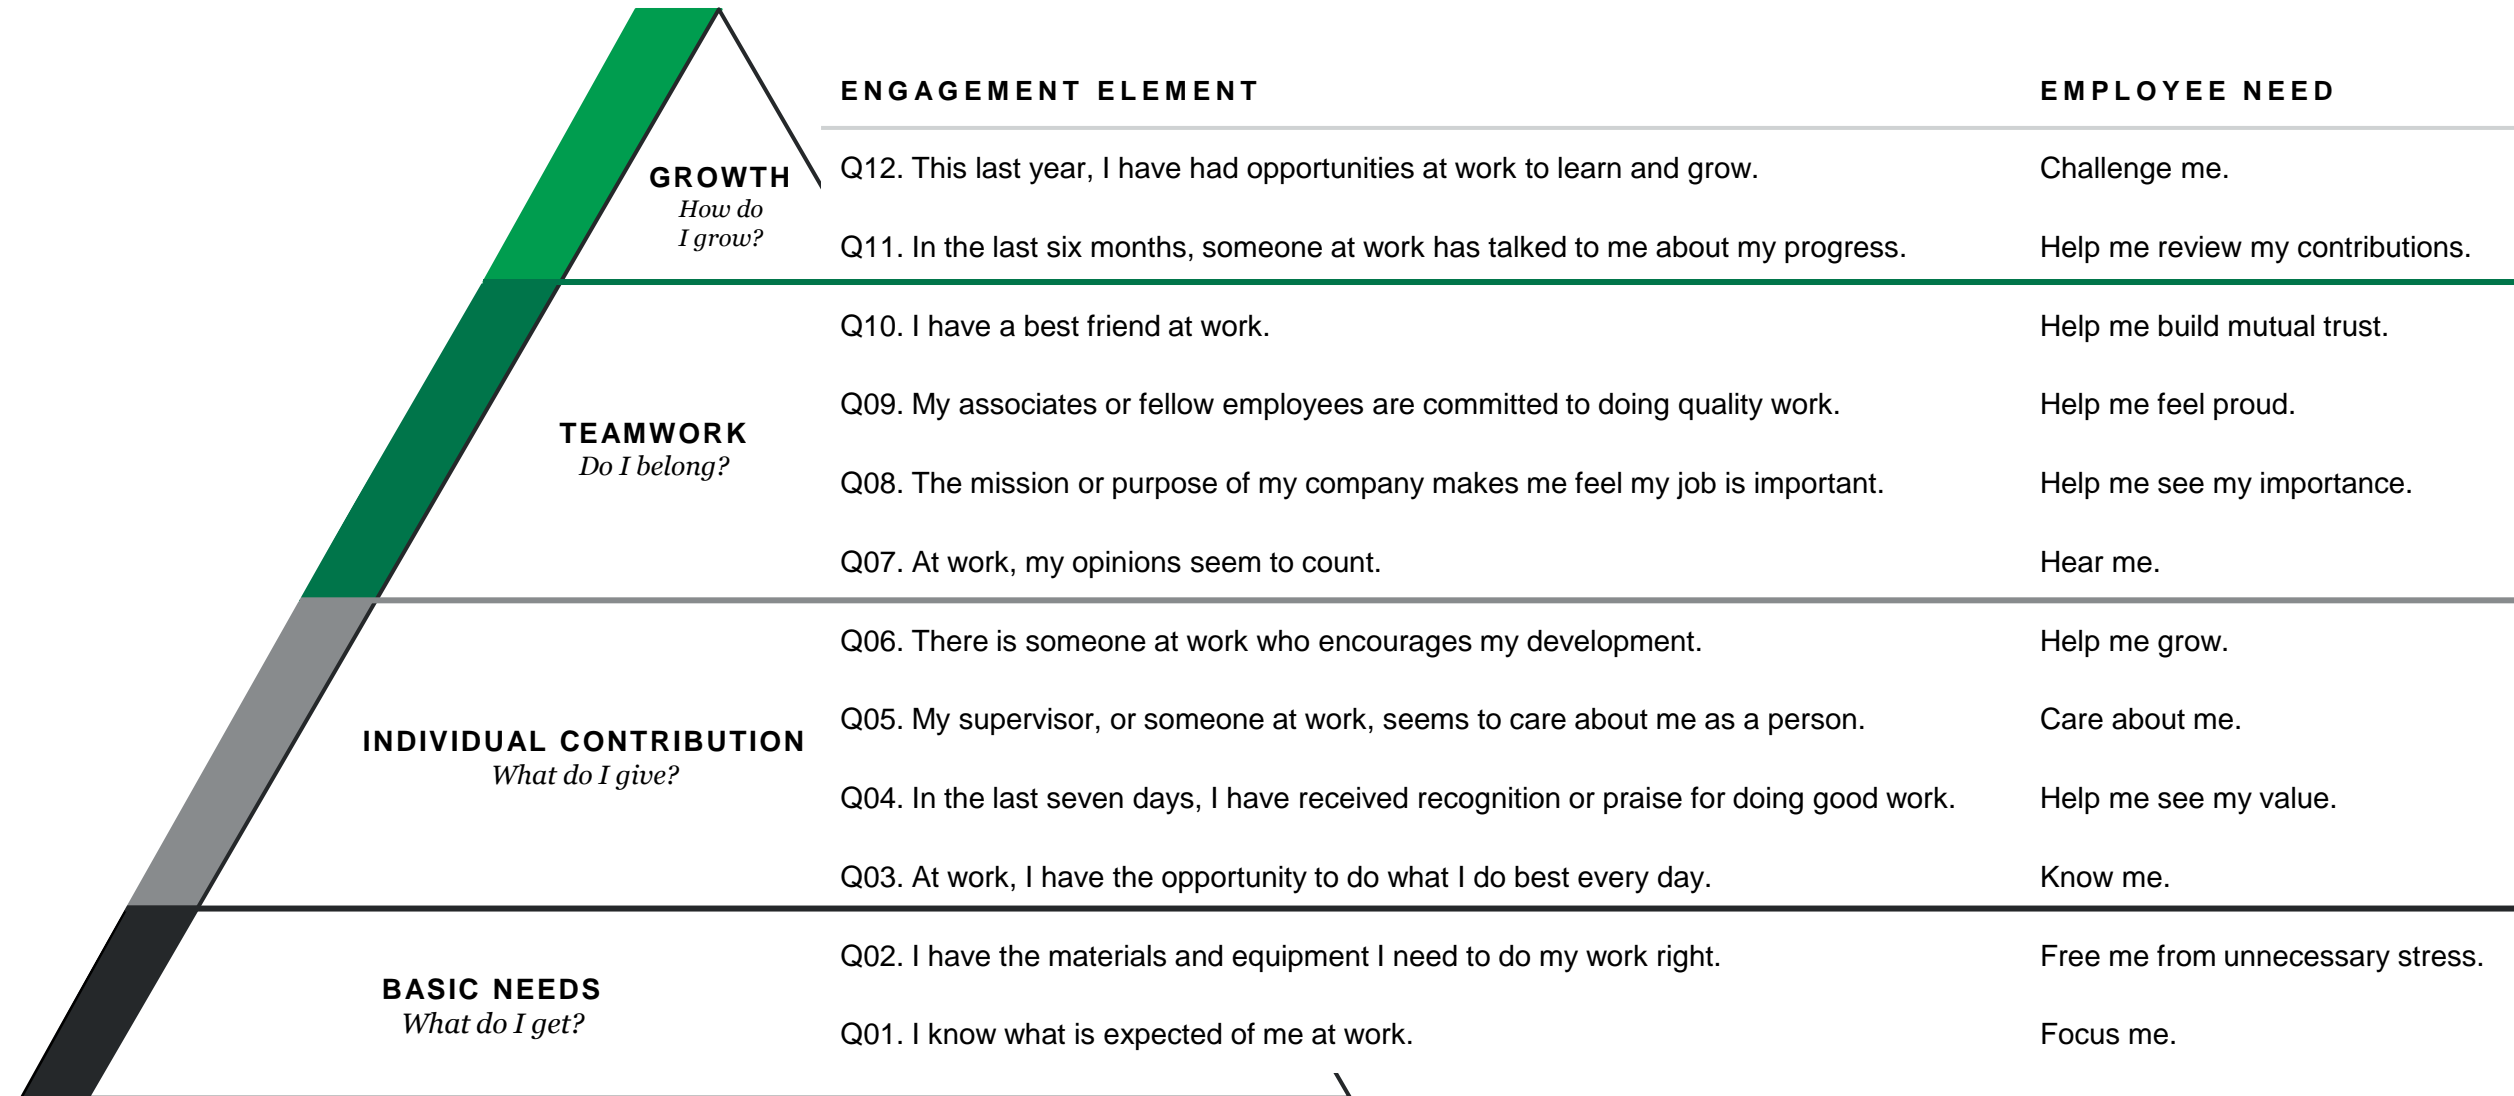 ENGAGEMENT ELEMENT EMPLOYEE NEED
GROWTH
How do
I grow?
Q12. This last year, I have had opportunities at work to learn and grow. Challenge me.
Q11. In the last six months, someone at work has talked to me about my progress. Help me review my contributions.
TEAMWORK
Do I belong?
Q10. I have a best friend at work. Help me build mutual trust.
Q09. My associates or fellow employees are committed to doing quality work. Help me feel proud.
Q08. The mission or purpose of my company makes me feel my job is important. Help me see my importance.
Q07. At work, my opinions seem to count. Hear me.
INDIVIDUAL CONTRIBUTION
What do I give?
Q06. There is someone at work who encourages my development. Help me grow.
Q05. My supervisor, or someone at work, seems to care about me as a person. Care about me.
Q04. In the last seven days, I have received recognition or praise for doing good work. Help me see my value.
Q03. At work, I have the opportunity to do what I do best every day. Know me.
BASIC NEEDS
What do I get?
Q02. I have the materials and equipment I need to do my work right. Free me from unnecessary stress.
Q01. I know what is expected of me at work. Focus me.